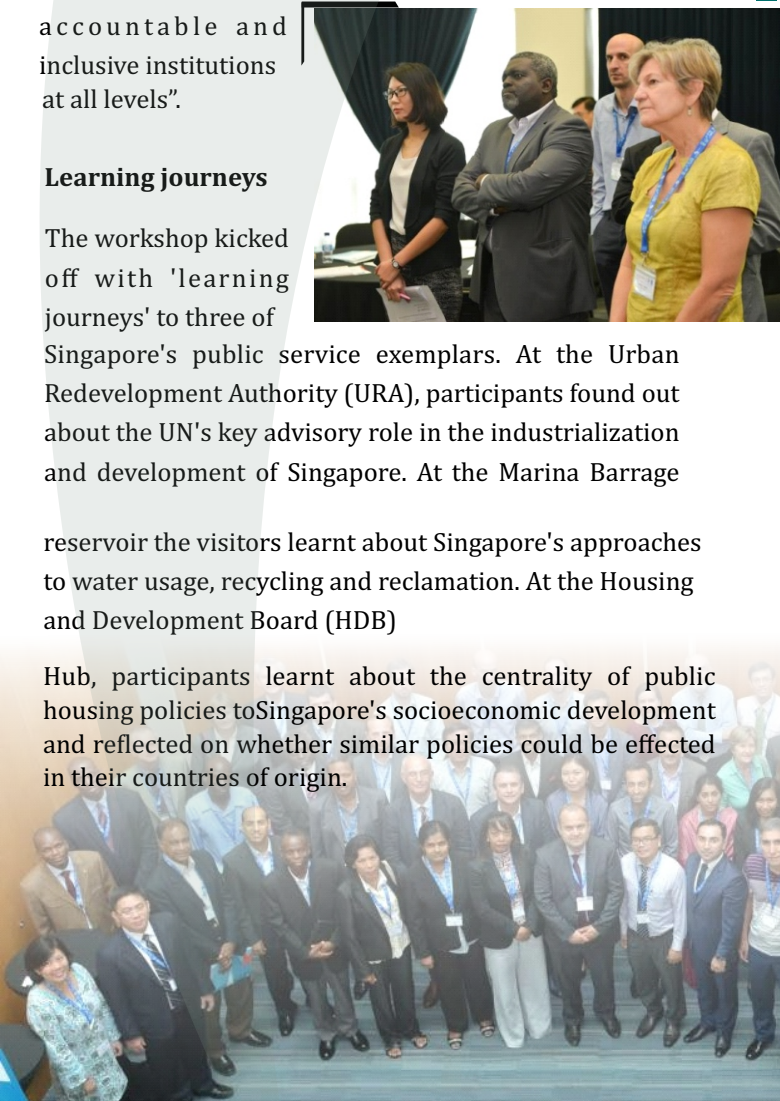 accountable and
inclusive institutions
at all levels”.
Learning journeys
The workshop kicked
off with 'learning
journeys' to three of
Singapore's public service exemplars. At the Urban
Redevelopment Authority (URA), participants found out
about the UN's key advisory role in the industrialization
and development of Singapore. At the Marina Barrage
reservoir the visitors learnt about Singapore's approaches
to water usage, recycling and reclamation. At the Housing
and Development Board (HDB)
Hub, participants learnt about the centrality of public
housing policies toSingapore's socioeconomic development
and reflected on whether similar policies could be effected
in their countries of origin.